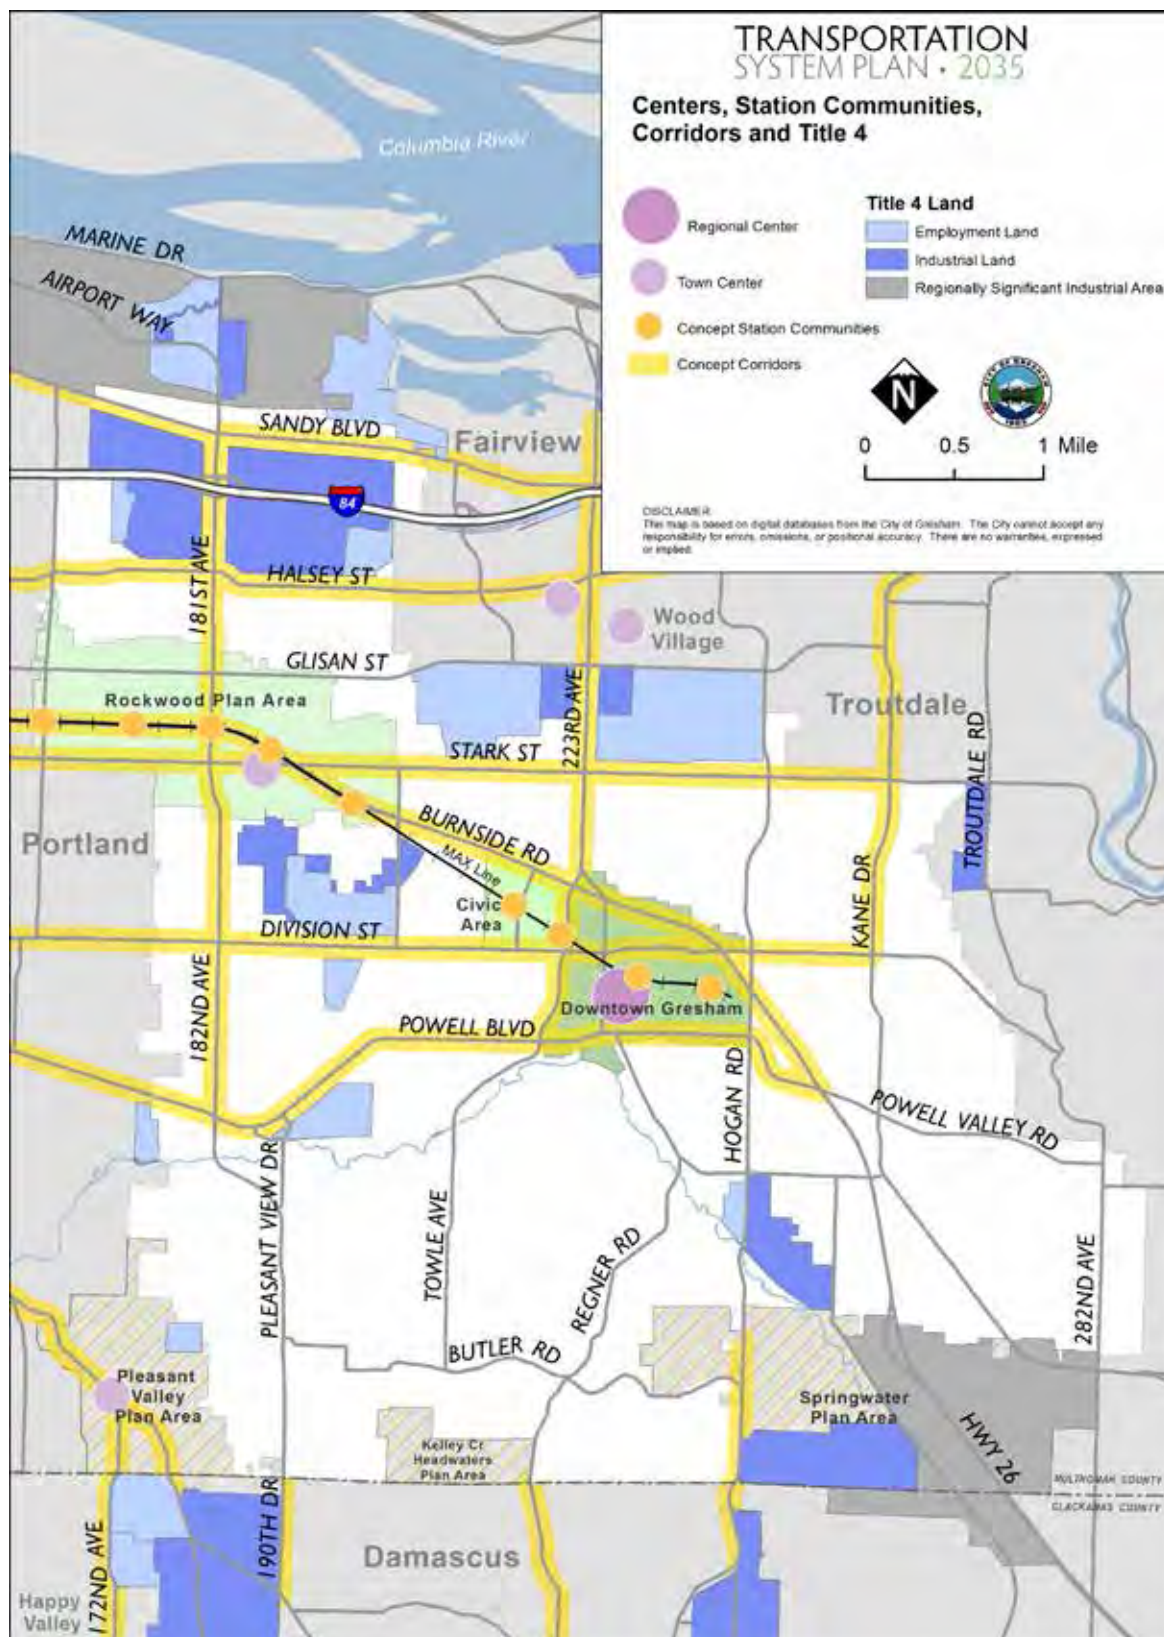 TRANSPORTATION
SYSTEM PLAN • 2035
Centers, Station Communities,
Corridors and Title 4
Regional Center
Town Center
Concept Station Communities
Concept Corridors
Title 4 Land
Employment Land
Industrial Land
Regionally Significant Industrial Area
N
CITY OF GRESHAM
0 0.5 1 Mile
DISCLAIMER:
This map is based on digital databases from the City of Gresham. The City cannot accept any
responsibility for errors, omissions, or positional accuracy. There are no warranties, expressed
or implied.
Columbia River
MARINE DR
AIRPORT WAY
SANDY BLVD
Fairview
84
181ST AVE
HALSEY ST
Wood
Village
GLISAN ST
Rockwood Plan Area
223RD AVE
Troutdale
STARK ST
TROUTDALE RD
Portland
BURNSIDE RD
MAX Line
KANE DR
Civic
Area
DIVISION ST
182ND AVE
Downtown Gresham
POWELL BLVD
HOGAN RD
POWELL VALLEY RD
PLEASANT VIEW DR
TOWLE AVE
REGNER RD
282ND AVE
BUTLER RD
Pleasant
Valley
Plan Area
Springwater
Plan Area
HWY 26
Kelley Cr
Headwaters
Plan Area
MULTNOMAH COUNTY
CLACKAMAS COUNTY
190TH DR
172ND AVE
Damascus
Happy
Valley